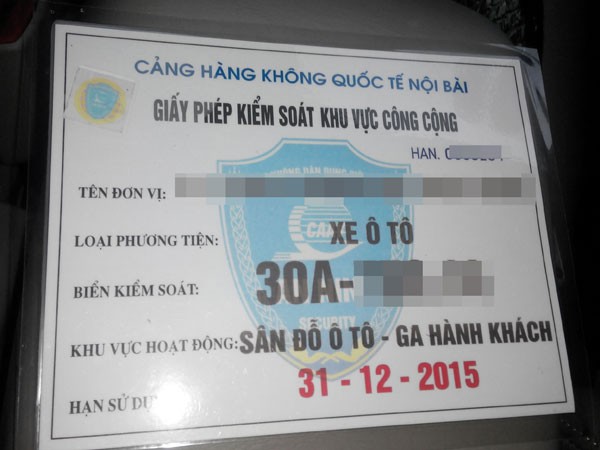 CẢNG HÀNG KHÔNG QUỐC TẾ NỘI BÀI
GIẤY PHÉP KIỂM SOÁT KHU VỰC CÔNG CỘNG
HAN.
TÊN ĐƠN VỊ:
LOẠI PHƯƠNG TIỆN: XE Ô TÔ
BIỂN KIỂM SOÁT: 30A-
KHU VỰC HOẠT ĐỘNG: SÂN ĐỖ Ô TÔ - GA HÀNH KHÁCH
HẠN SỬ 31 - 12 - 2015
SECURITY